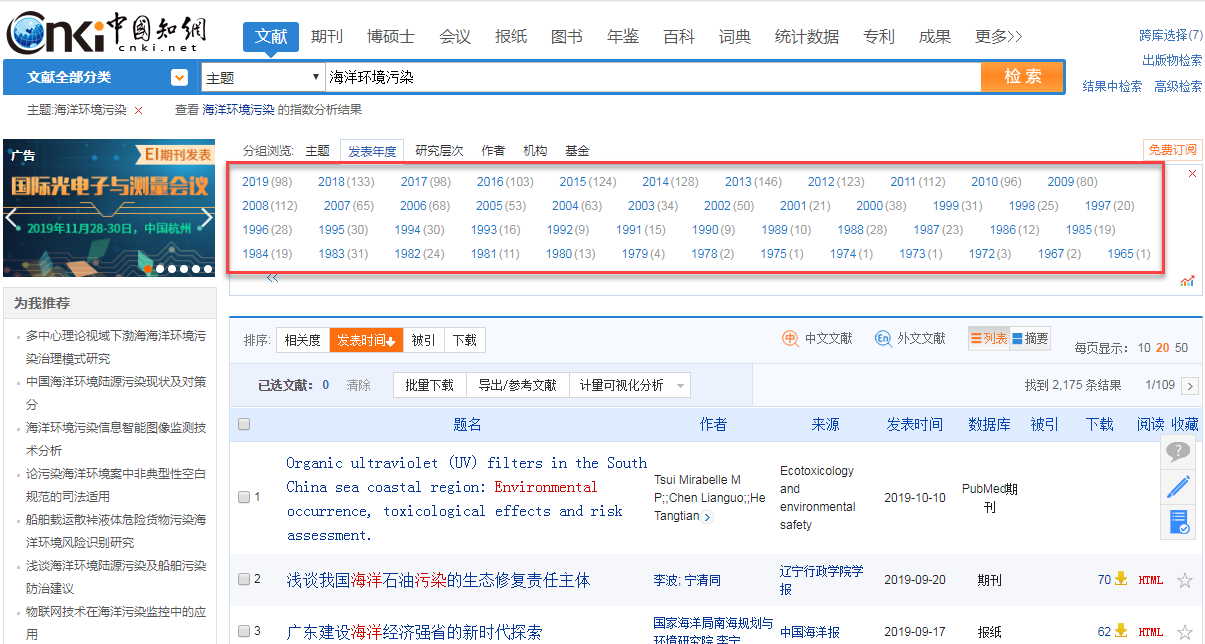 Cnki中國知網
cnki.net
文献 期刊 博硕士 会议 报纸 图书 年鉴 百科 词典 统计数据 专利 成果 更多>>
跨库选择(7)
出版物检索
文献全部分类 主题 海洋环境污染 检索
结果中检索 高级检索
主题:海洋环境污染 × 查看 海洋环境污染 的指数分析结果
广告
EI期刊发表
国际光电子与测量会议
2019年11月28-30日，中国杭州
分组浏览: 主题 发表年度 研究层次 作者 机构 基金
免费订阅
2019(98) 2018(133) 2017(98) 2016(103) 2015(124) 2014(128) 2013(146) 2012(123) 2011(112) 2010(96) 2009(80)
2008(112) 2007(65) 2006(68) 2005(53) 2004(63) 2003(34) 2002(50) 2001(21) 2000(38) 1999(31) 1998(25) 1997(20)
1996(28) 1995(30) 1994(30) 1993(16) 1992(9) 1991(15) 1990(9) 1989(10) 1988(28) 1987(23) 1986(12) 1985(19)
1984(19) 1983(31) 1982(24) 1981(11) 1980(13) 1979(4) 1978(2) 1975(1) 1974(1) 1973(1) 1972(3) 1967(2) 1965(1)
<<
为我推荐
多中心理论视域下渤海海洋环境污
染治理模式研究
中国海洋环境陆源污染现状及对策
分
海洋环境污染信息智能图像监测技
术分析
论污染海洋环境案中非典型性空白
规范的司法适用
船舶载运散袜液体危险货物污染海
洋环境风险识别研究
浅谈海洋环境陆源污染及船舶污染
防治建议
物联网技术在海洋污染监控中的应
用
排序: 相关度 发表时间↓ 被引 下载
中 中文文献 En 外文文献 列表 摘要 每页显示: 10 20 50
已选文献: 0 清除 批量下载 导出/参考文献 计量可视化分析
找到 2,175 条结果 1/109 >
题名 作者 来源 发表时间 数据库 被引 下载 阅读 收藏
1
Organic ultraviolet (UV) filters in the South
China sea coastal region: Environmental
occurrence, toxicological effects and risk
assessment.
Tsui Mirabelle M
P;;Chen Lianguo;;He
Tangtian
Ecotoxicology
and
environmental
safety
2019-10-10
PubMed期
刊
?
2 浅谈我国海洋石油污染的生态修复责任主体 李波; 宁清同
辽宁行政学院学
报
2019-09-20 期刊 70 HTML
3 广东建设海洋经济强省的新时代探索
国家海洋局南海规划与
环境研究院 李宁
中国海洋报 2019-09-17 报纸 62 HTML